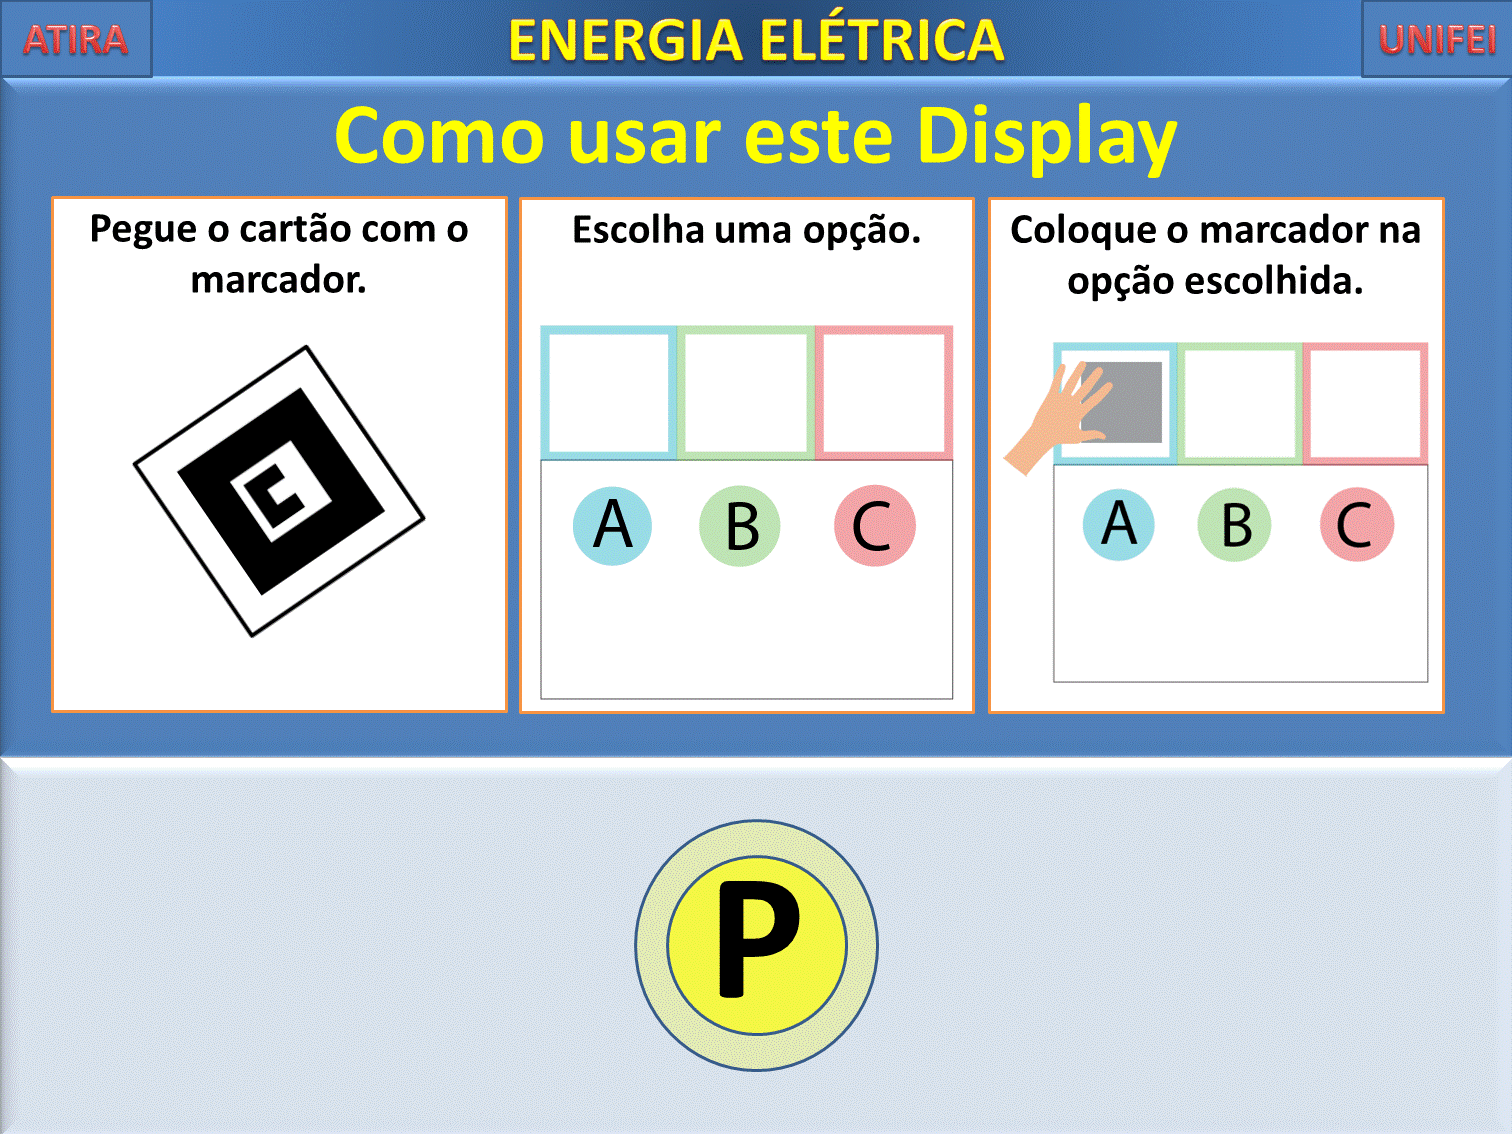 ATIRA
ENERGIA ELÉTRICA
UNIFEI
Como usar este Display
Pegue o cartão com o
marcador.
E
Escolha uma opção.
A B C
Coloque o marcador na
opção escolhida.
A B C
P